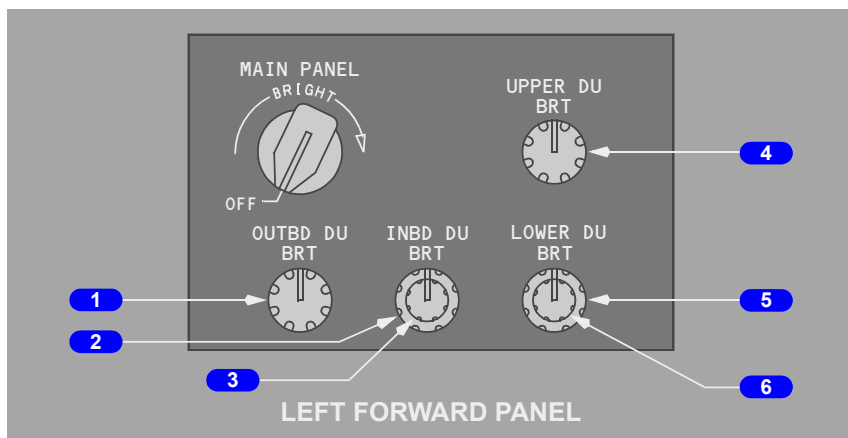 MAIN PANEL
BRIGHT
OFF
UPPER DU
BRT
4
OUTBD DU
BRT
INBD DU
BRT
LOWER DU
BRT
1
2
3
5
6
LEFT FORWARD PANEL